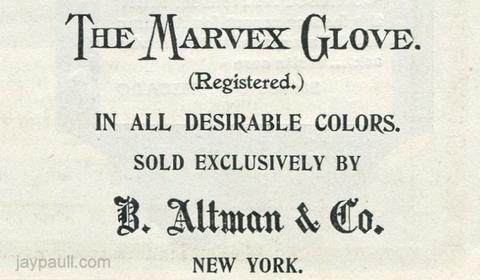 The Marvex Glove.
(Registered.)
IN ALL DESIRABLE COLORS.
SOLD EXCLUSIVELY BY
B. Altman & Co.
NEW YORK.
jaypaull.com